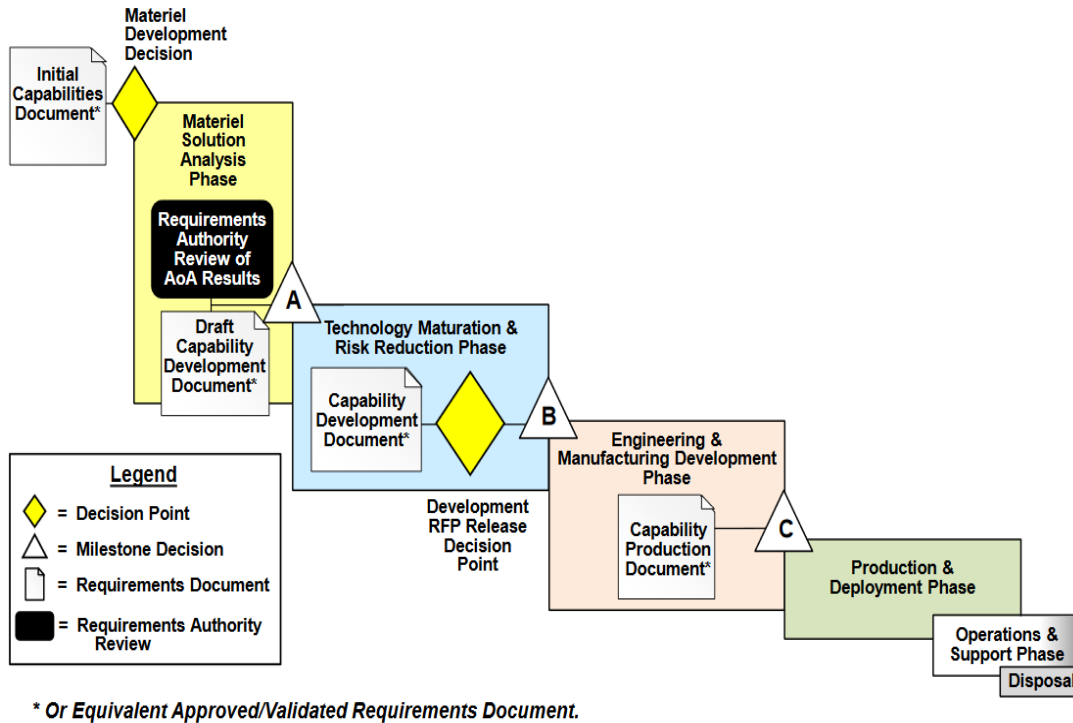 Materiel
Development
Decision
Initial
Capabilities
Document*
Materiel
Solution
Analysis
Phase
Requirements
Authority
Review of
AoA Results
A
Draft
Capability
Development
Document*
Technology Maturation &
Risk Reduction Phase
Capability
Development
Document*
B
Development
RFP Release
Decision
Point
Engineering &
Manufacturing Development
Phase
Capability
Production
Document*
C
Production &
Deployment Phase
Operations &
Support Phase
Disposal
Legend
= Decision Point
= Milestone Decision
= Requirements Document
= Requirements Authority
Review
* Or Equivalent Approved/Validated Requirements Document.